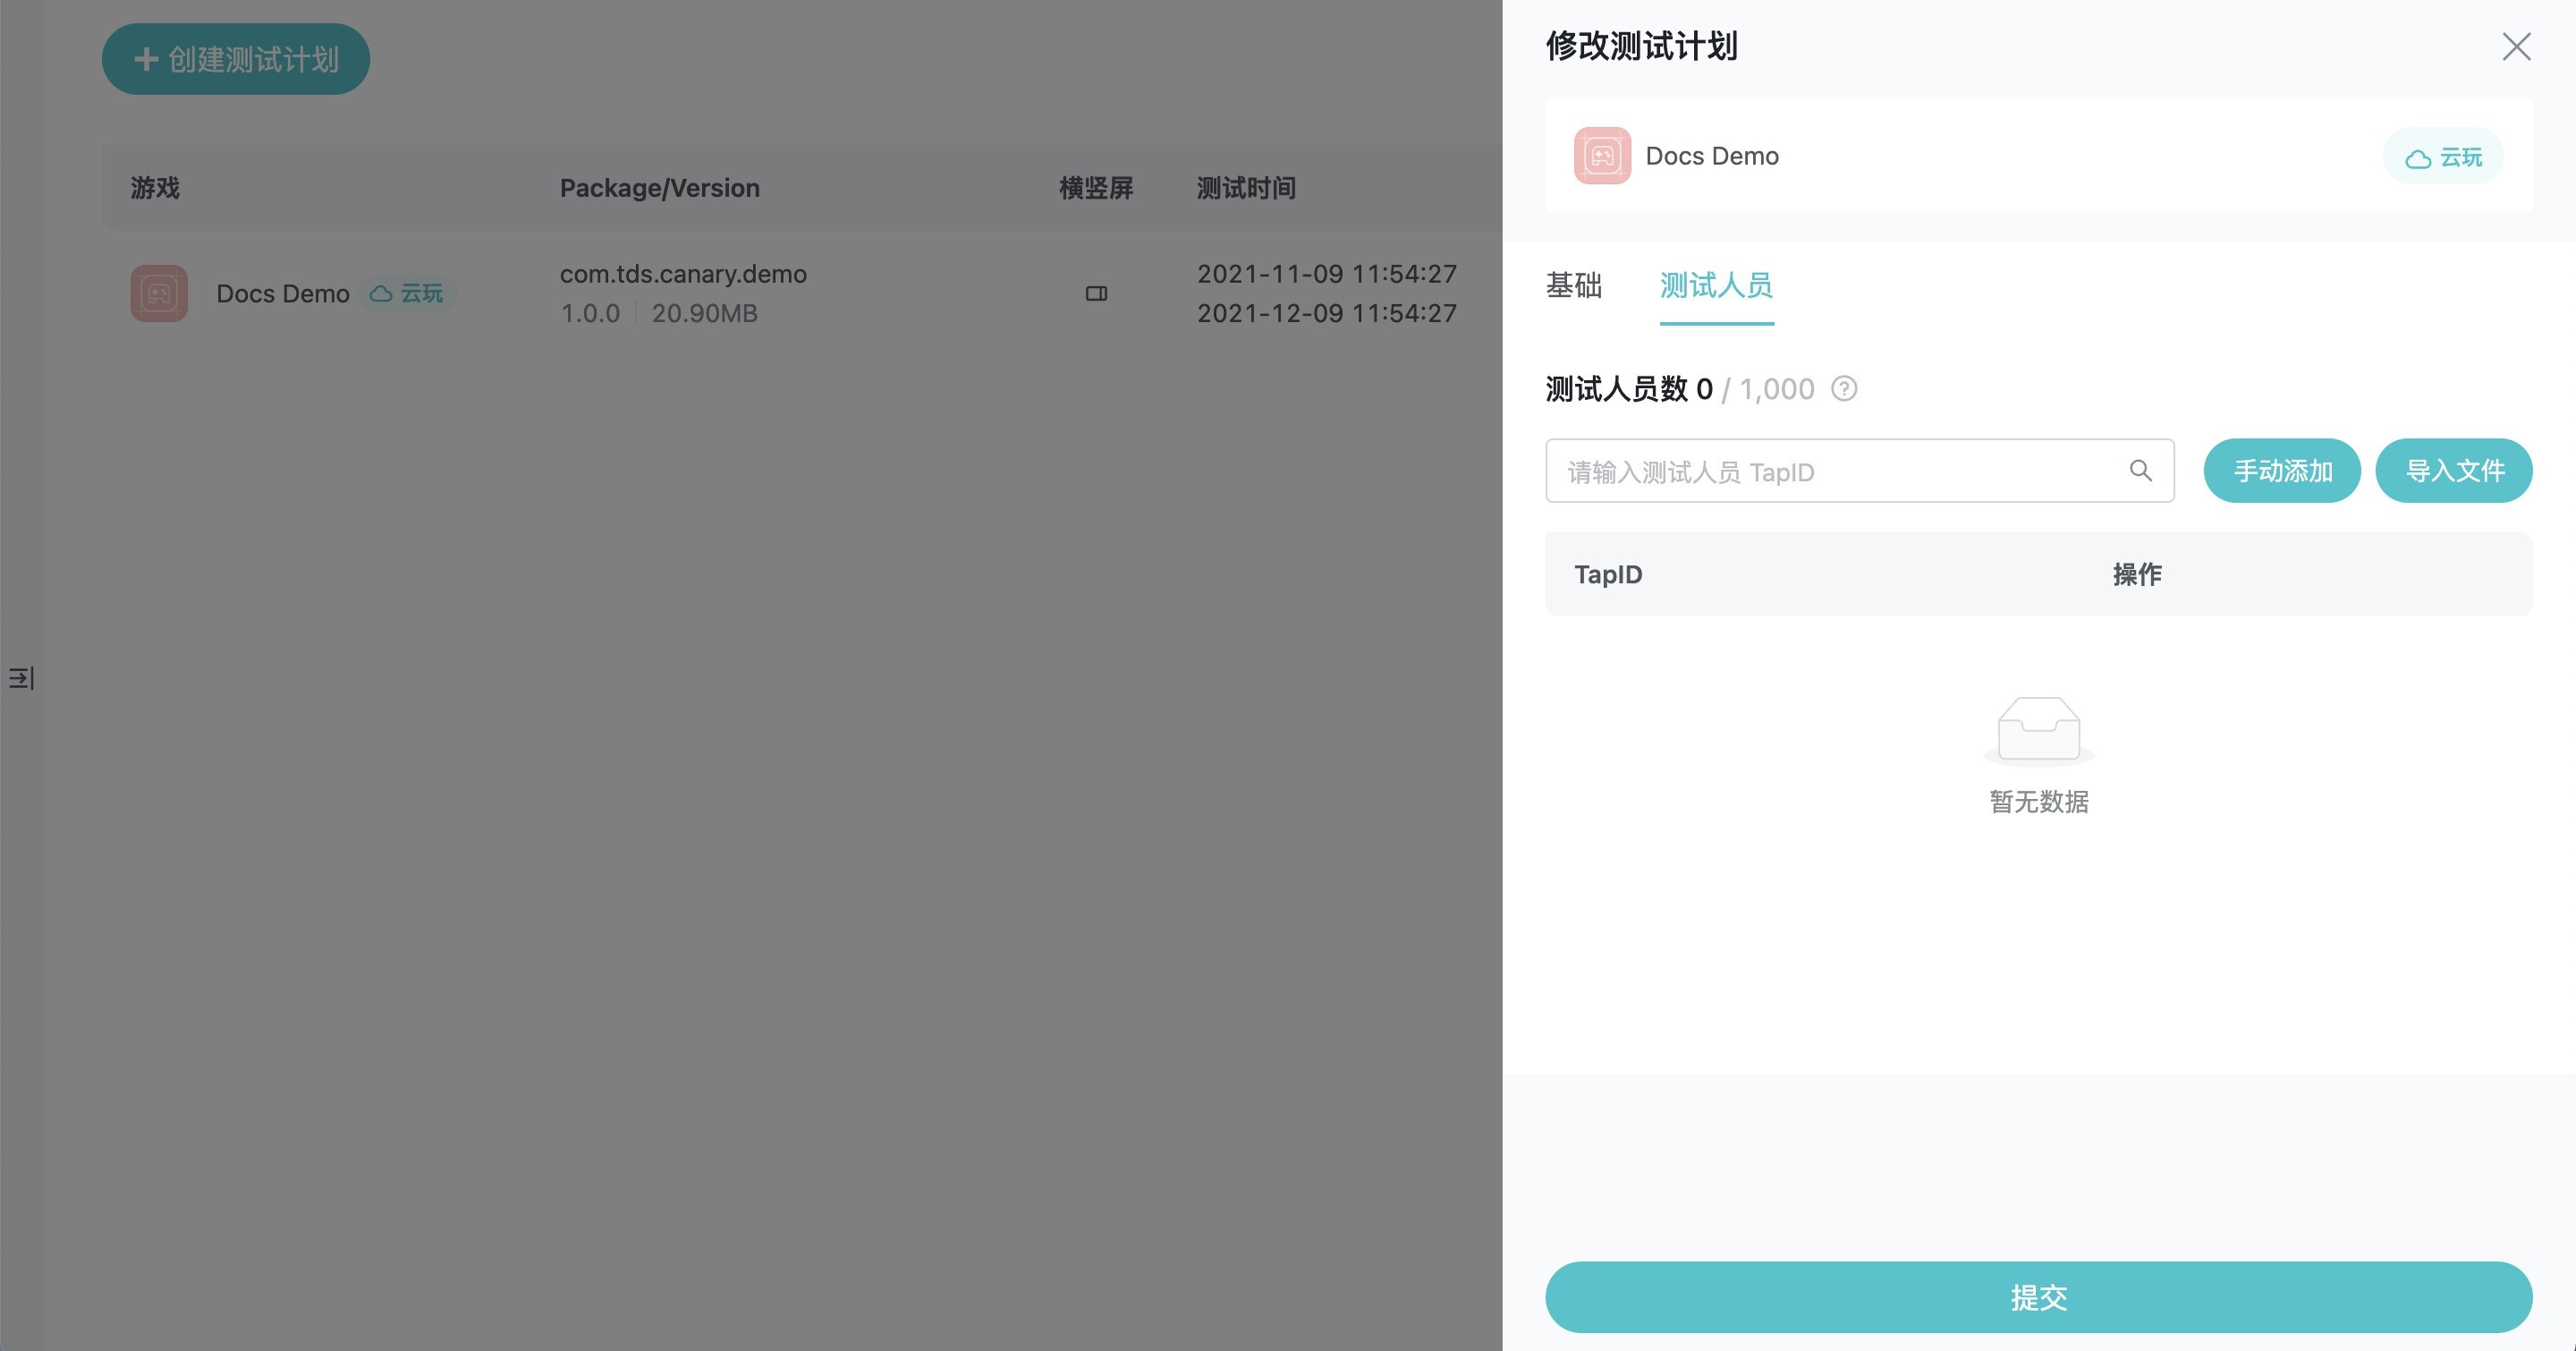 创建测试计划
游戏 Package/Version 横竖屏 测试时间
Docs Demo 云玩 com.tds.canary.demo 2021-11-09 11:54:27
1.0.0 20.90MB 2021-12-09 11:54:27
修改测试计划
Docs Demo 云玩
基础 测试人员
测试人员数 0 / 1,000
请输入测试人员 TapID 手动添加 导入文件
TapID 操作
暂无数据
提交